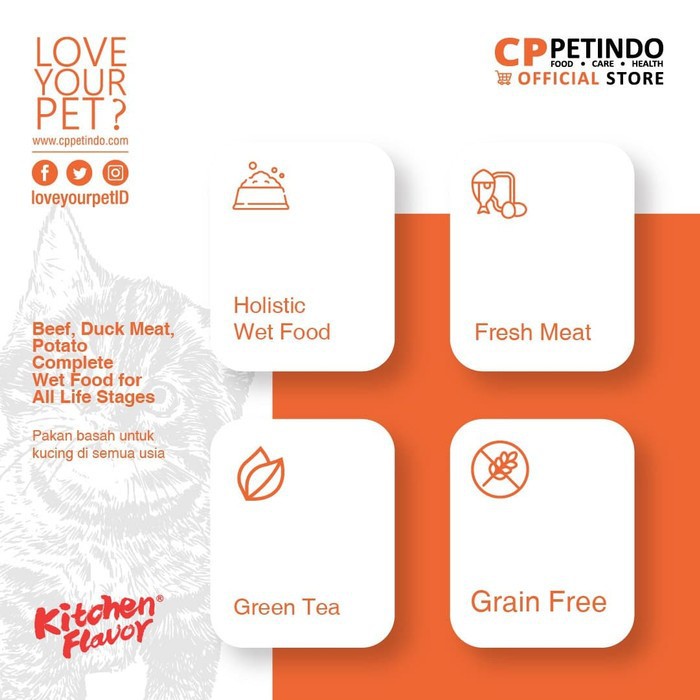 LOVE
YOUR
PET?
www.cppetindo.com
loveyourpetID
CPPETINDO
FOOD • CARE • HEALTH
OFFICIAL STORE
Holistic
Wet Food
Fresh Meat
Beef, Duck Meat,
Potato
Complete
Wet Food for
All Life Stages
Pakan basah untuk
kucing di semua usia
Green Tea
Grain Free
Kitchen®
Flavor